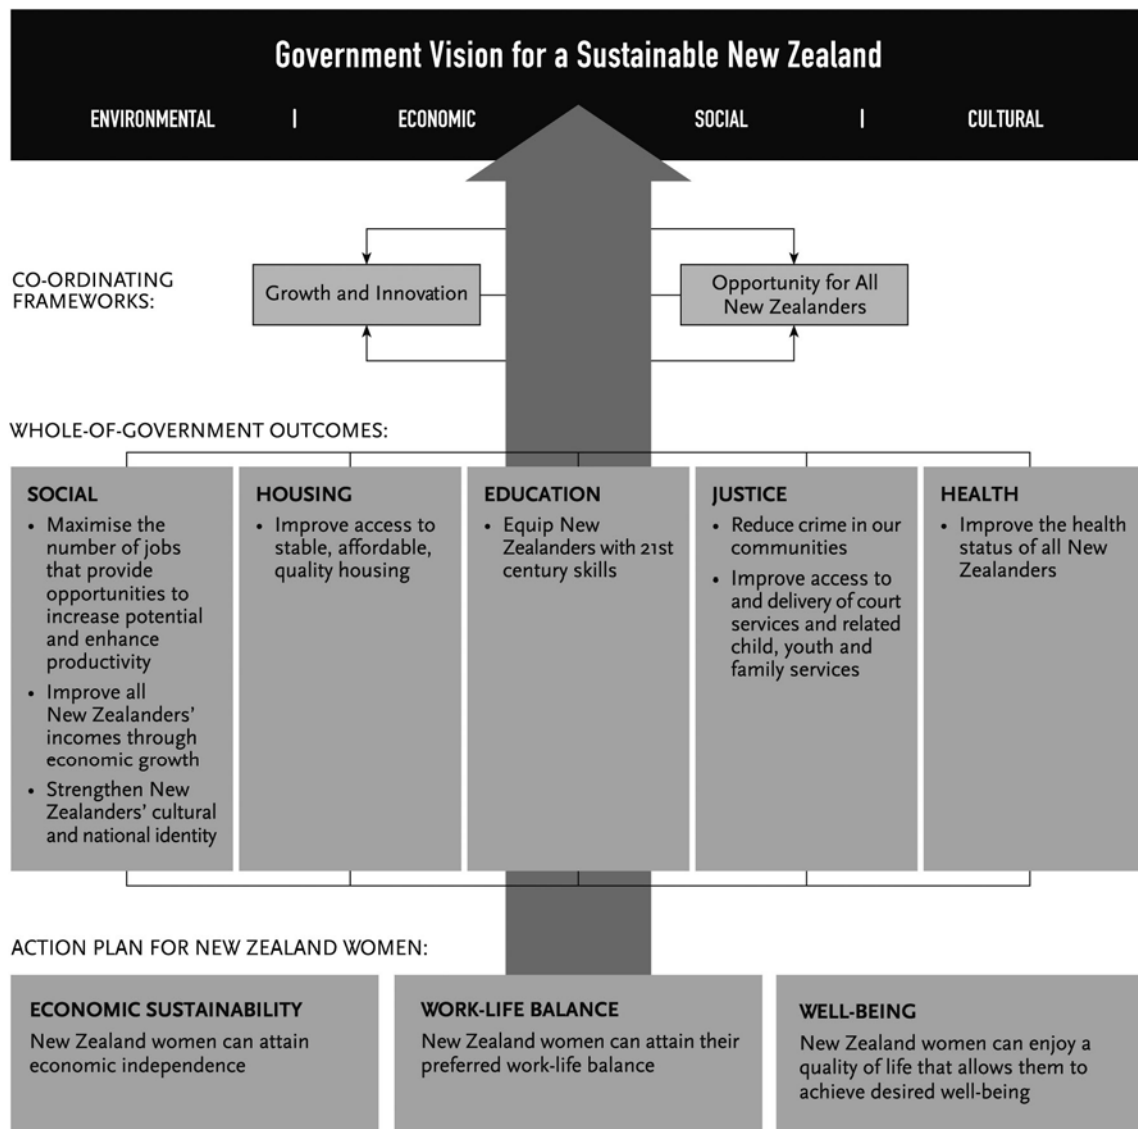 Government Vision for a Sustainable New Zealand
ENVIRONMENTAL | ECONOMIC SOCIAL | CULTURAL
CO-ORDINATING
FRAMEWORKS:
Growth and Innovation
Opportunity for All
New Zealanders
WHOLE-OF-GOVERNMENT OUTCOMES:
SOCIAL
• Maximise the
number of jobs
that provide
opportunities to
increase potential
and enhance
productivity
• Improve all
New Zealanders’
incomes through
economic growth
• Strengthen New
Zealanders’ cultural
and national identity
HOUSING
• Improve access to
stable, affordable,
quality housing
EDUCATION
• Equip New
Zealanders with 21st
century skills
JUSTICE
• Reduce crime in our
communities
• Improve access to
and delivery of court
services and related
child, youth and
family services
HEALTH
• Improve the health
status of all New
Zealanders
ACTION PLAN FOR NEW ZEALAND WOMEN:
ECONOMIC SUSTAINABILITY
New Zealand women can attain
economic independence
WORK-LIFE BALANCE
New Zealand women can attain their
preferred work-life balance
WELL-BEING
New Zealand women can enjoy a
quality of life that allows them to
achieve desired well-being